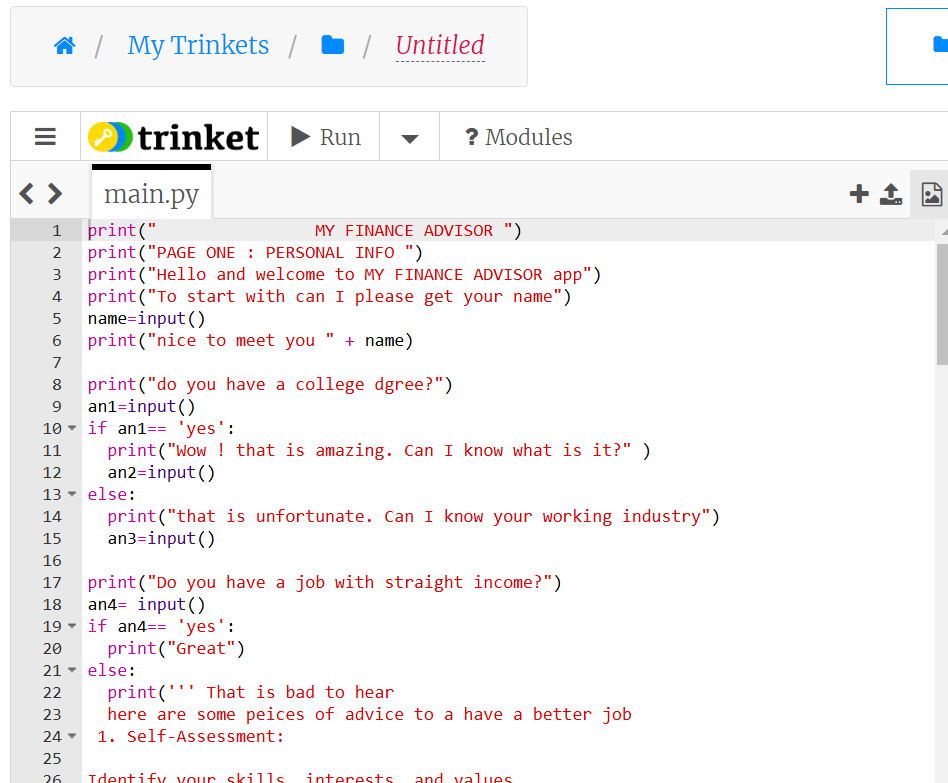 / My Trinkets / / Untitled
trinket Run ? Modules
main.py
1 print("                MY FINANCE ADVISOR ")
2 print("PAGE ONE : PERSONAL INFO ")
3 print("Hello and welcome to MY FINANCE ADVISOR app")
4 print("To start with can I please get your name")
5 name=input()
6 print("nice to meet you " + name)
7
8 print("do you have a college dgree?")
9 an1=input()
10 if an1== 'yes':
11   print("Wow ! that is amazing. Can I know what is it?" )
12   an2=input()
13 else:
14   print("that is unfortunate. Can I know your working industry")
15   an3=input()
16
17 print("Do you have a job with straight income?")
18 an4= input()
19 if an4== 'yes':
20   print("Great")
21 else:
22   print(''' That is bad to hear
23   here are some peices of advice to a have a better job
24  1. Self-Assessment:
25
26 Identify your skills, interests, and values